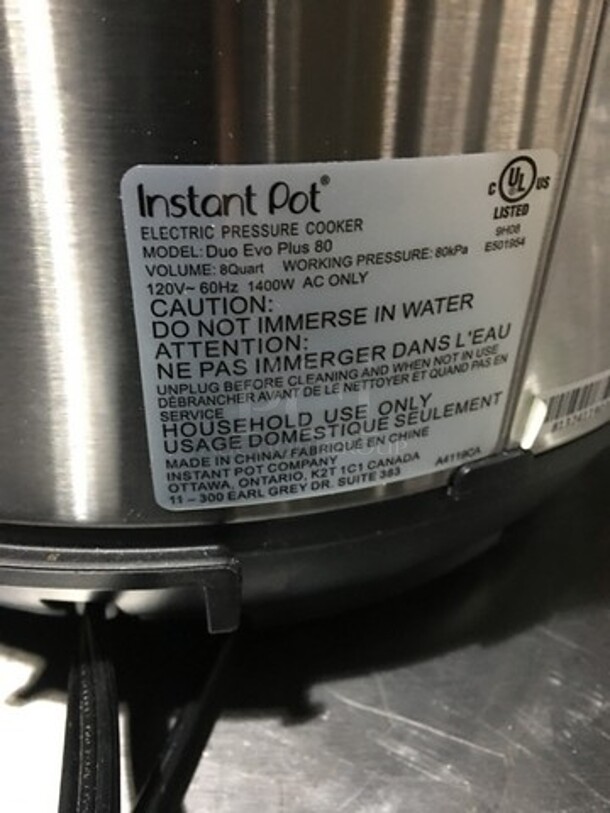 Instant Pot®
ELECTRIC PRESSURE COOKER
MODEL: Duo Evo Plus 80
VOLUME: 8Quart WORKING PRESSURE: 80kPa
120V~ 60Hz 1400W AC ONLY
C UL US
LISTED
9H08
E501954
CAUTION:
DO NOT IMMERSE IN WATER
ATTENTION:
NE PAS IMMERGER DANS L'EAU
UNPLUG BEFORE CLEANING AND WHEN NOT IN USE
DÉBRANCHER AVANT DE LE NETTOYER ET QUAND PAS EN
SERVICE
HOUSEHOLD USE ONLY
USAGE DOMESTIQUE SEULEMENT
MADE IN CHINA/ FABRIQUÉ EN CHINE
INSTANT POT COMPANY A4119CA
OTTAWA, ONTARIO, K2T 1C1 CANADA
11 – 300 EARL GREY DR. SUITE 383